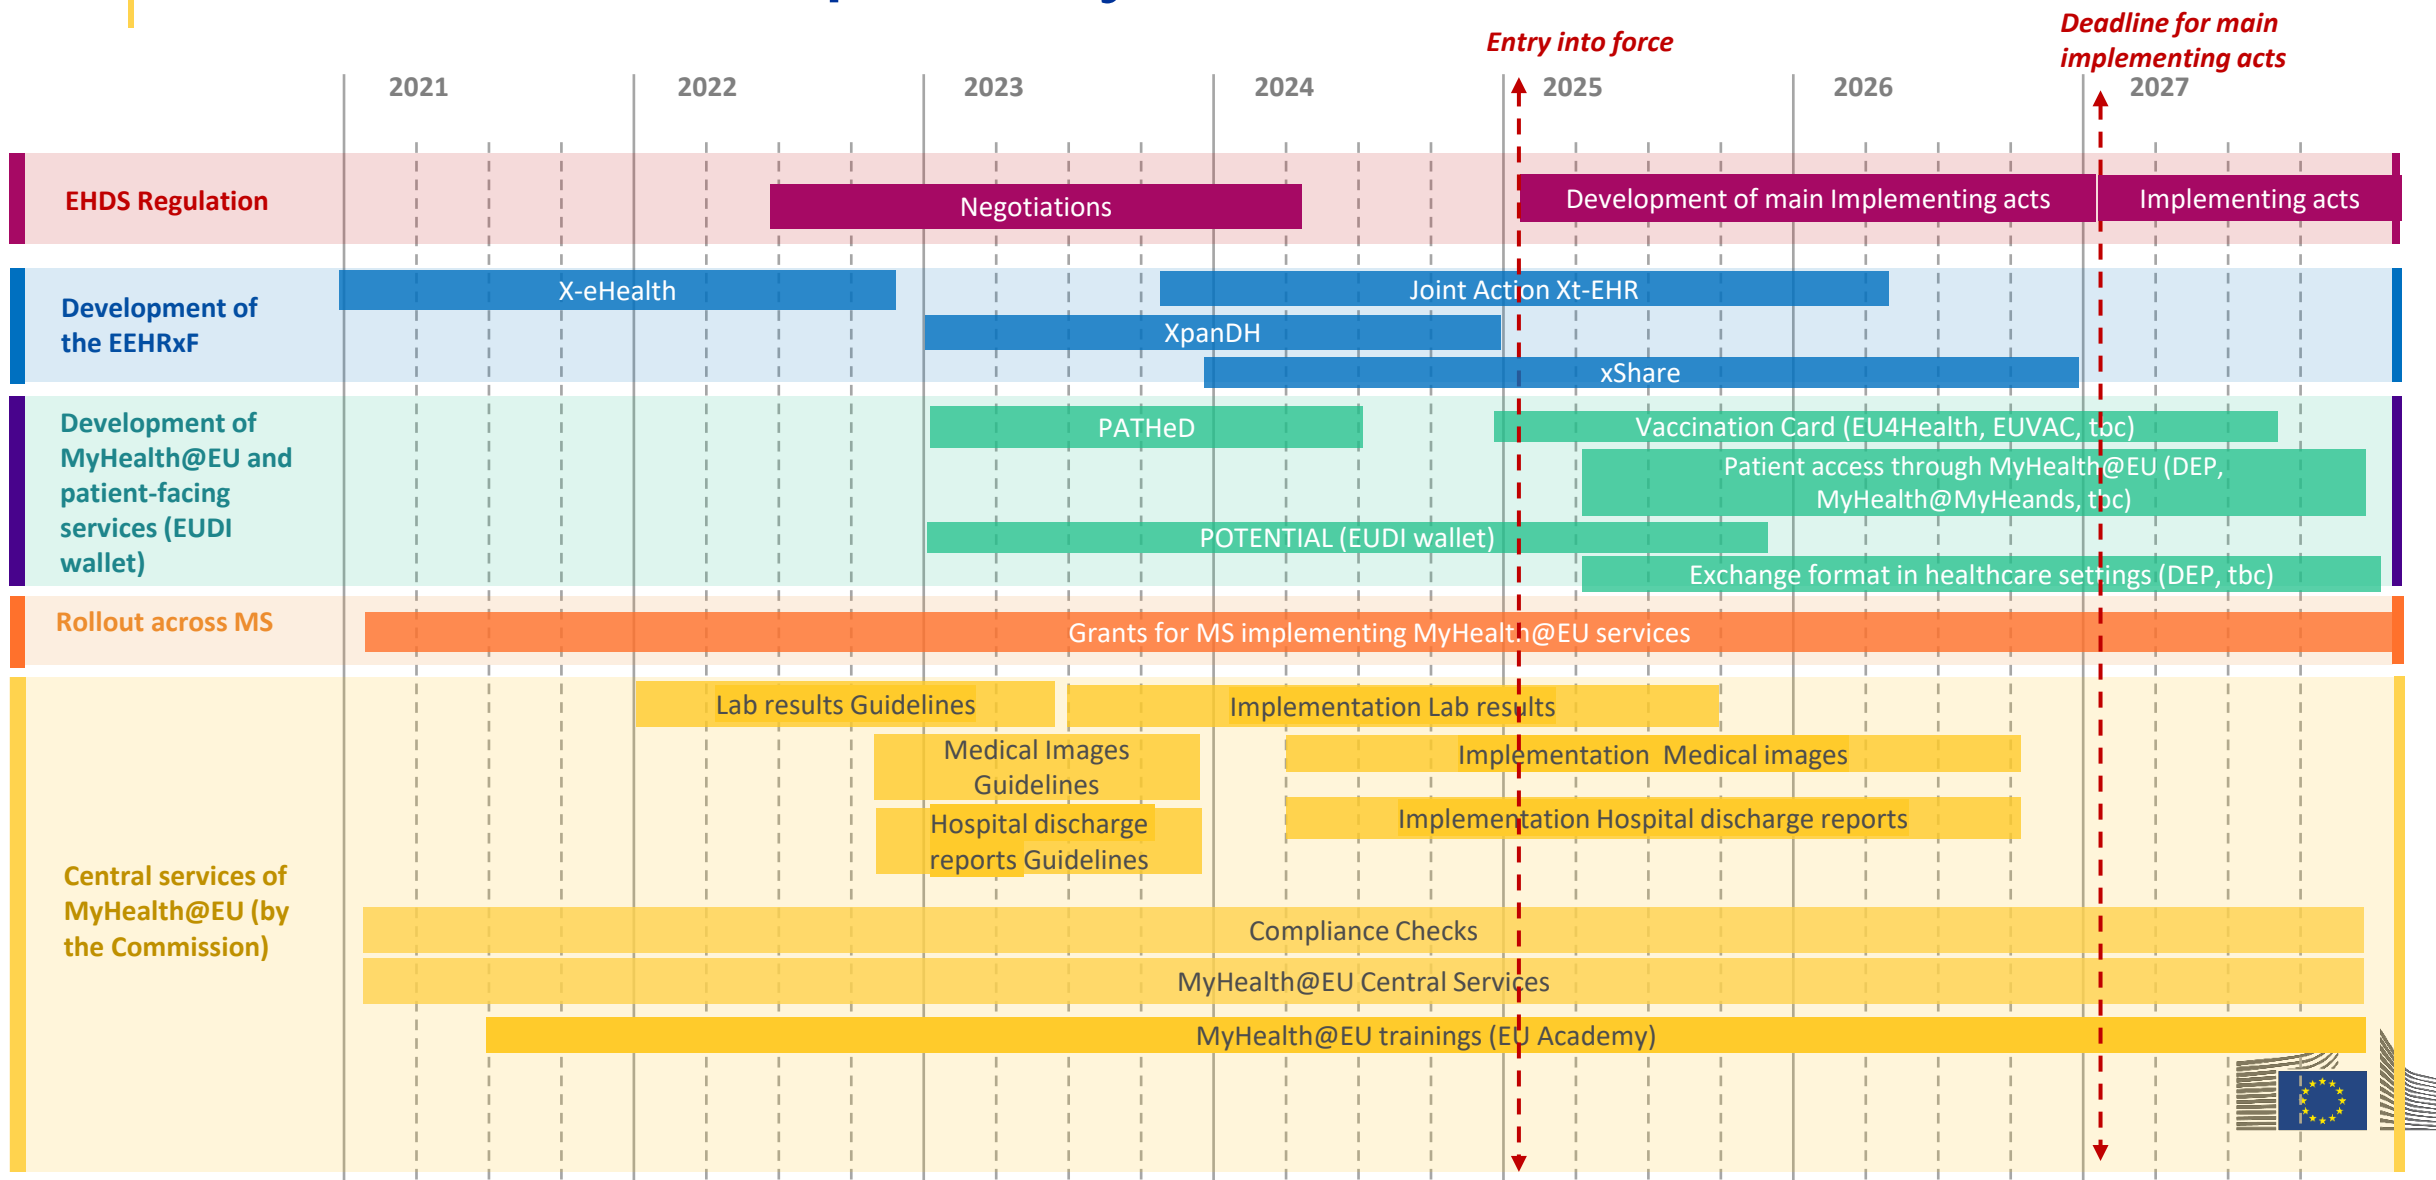 Entry into force
Deadline for main
implementing acts
2021
2022
2023
2024
2025
2026
2027
EHDS Regulation
Negotiations
Development of main Implementing acts
Implementing acts
Development of
the EEHRxF
X-eHealth
Joint Action Xt-EHR
XpanDH
xShare
Development of
MyHealth@EU and
patient-facing
services (EUDI
wallet)
PATHeD
Vaccination Card (EU4Health, EUVAC, tbc)
Patient access through MyHealth@EU (DEP,
MyHealth@MyHeands, tbc)
POTENTIAL (EUDI wallet)
Exchange format in healthcare settings (DEP, tbc)
Rollout across MS
Grants for MS implementing MyHealth@EU services
Central services of
MyHealth@EU (by
the Commission)
Lab results Guidelines
Implementation Lab results
Medical Images
Guidelines
Implementation Medical images
Hospital discharge
reports Guidelines
Implementation Hospital discharge reports
Compliance Checks
MyHealth@EU Central Services
MyHealth@EU trainings (EU Academy)